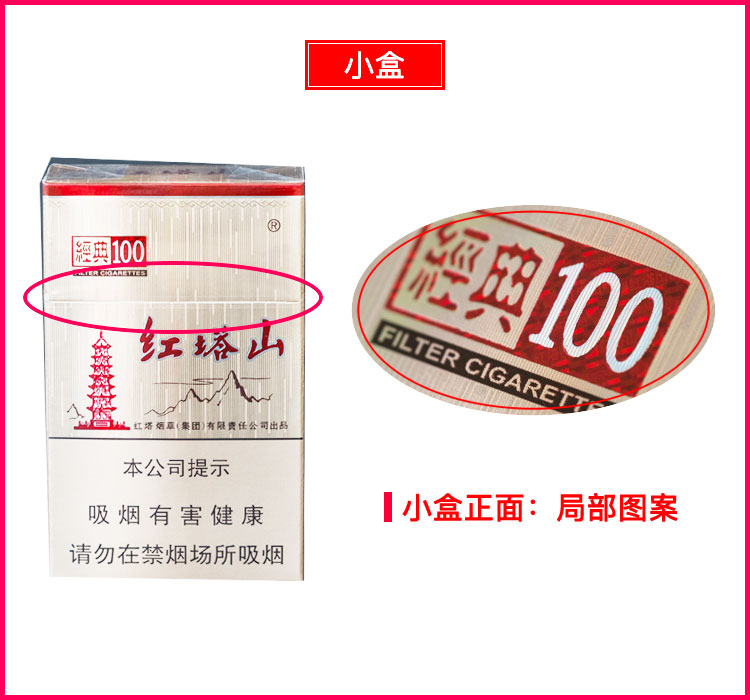 小盒
經典100
FILTER CIGARETTES
®
红塔山
红塔烟草(集团)有限责任公司出品
本公司提示
吸烟有害健康
请勿在禁烟场所吸烟
經典100
FILTER CIGARETTES
小盒正面：局部图案